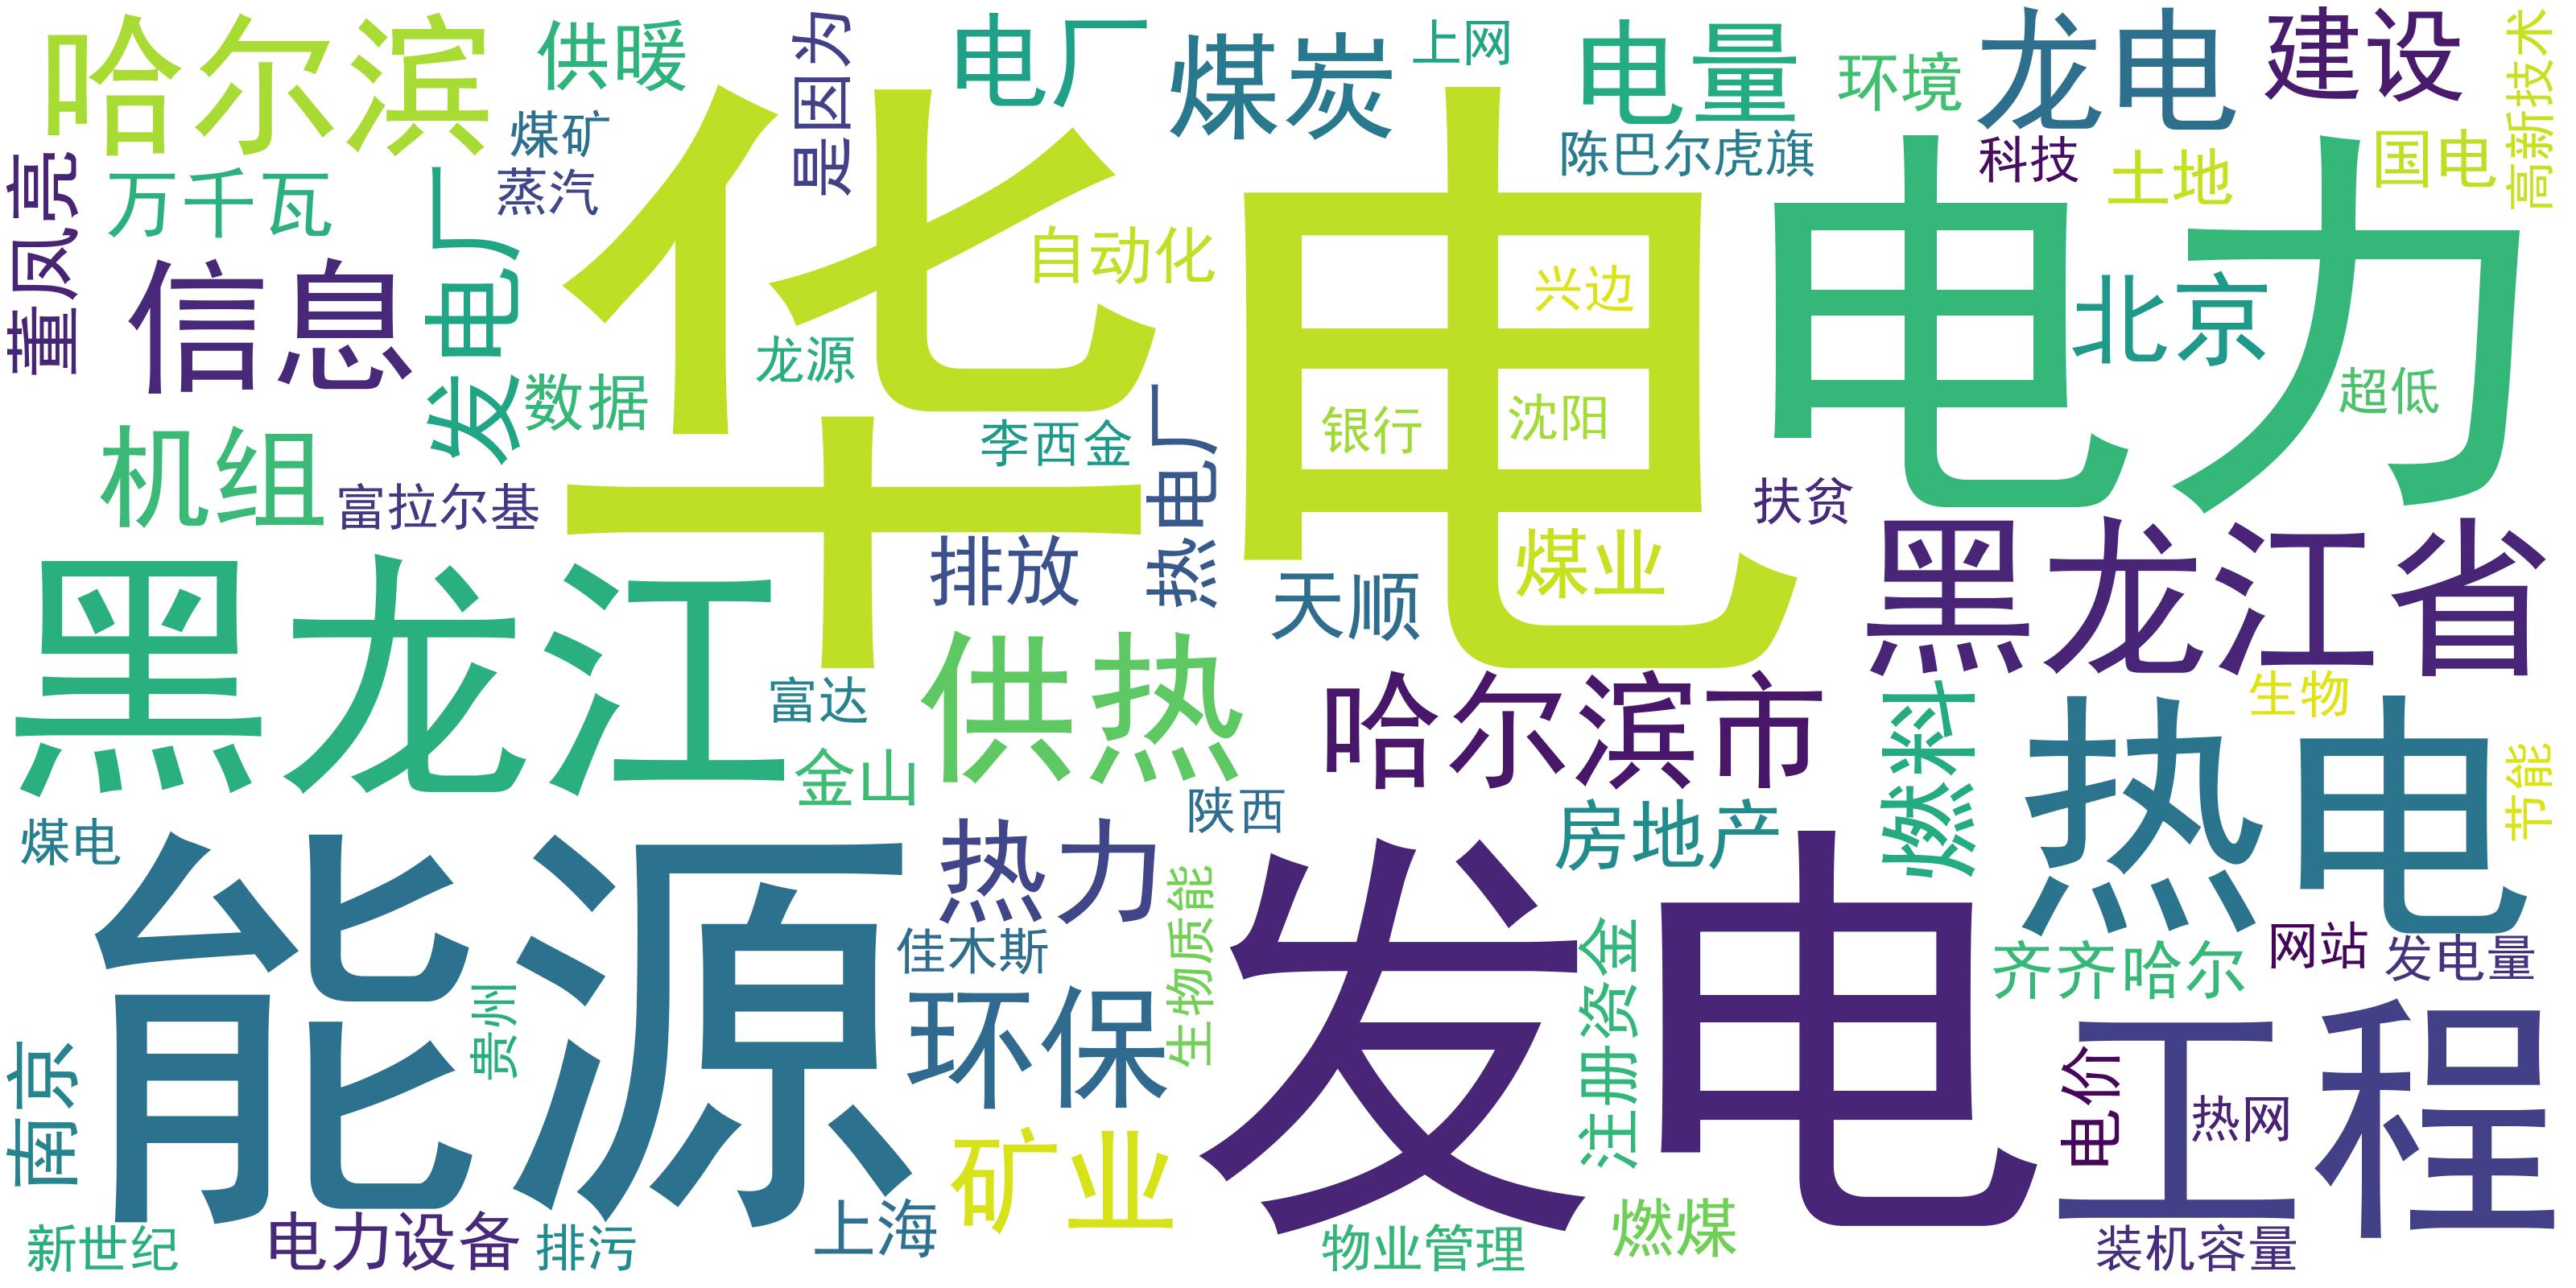 哈尔滨
供暖
是因为
电厂
煤炭
上网
电量
环境
龙电
建设
高新技术
煤矿
蒸汽
陈巴尔虎旗
科技
土地
国电
董凤亮
万千瓦
发电厂
华电
电力
信息
自动化
兴边
北京
龙源
数据
银行
沈阳
超低
李西金
热电厂
机组
富拉尔基
扶贫
黑龙江
排放
天顺
煤业
黑龙江省
供热
富达
金山
哈尔滨市
燃料
生物
热电
节能
煤电
能源
陕西
热力
房地产
发电
佳木斯
生物质能
注册资金
齐齐哈尔
网站
发电量
贵州
环保
南京
工程
电价
热网
矿业
新世纪
电力设备
排污
上海
物业管理
燃煤
装机容量